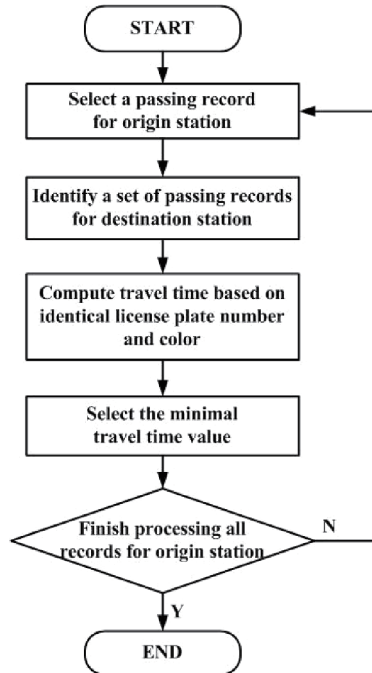 START
Select a passing record
for origin station
Identify a set of passing records
for destination station
Compute travel time based on
identical license plate number
and color
Select the minimal
travel time value
Finish processing all
records for origin station
N
Y
END